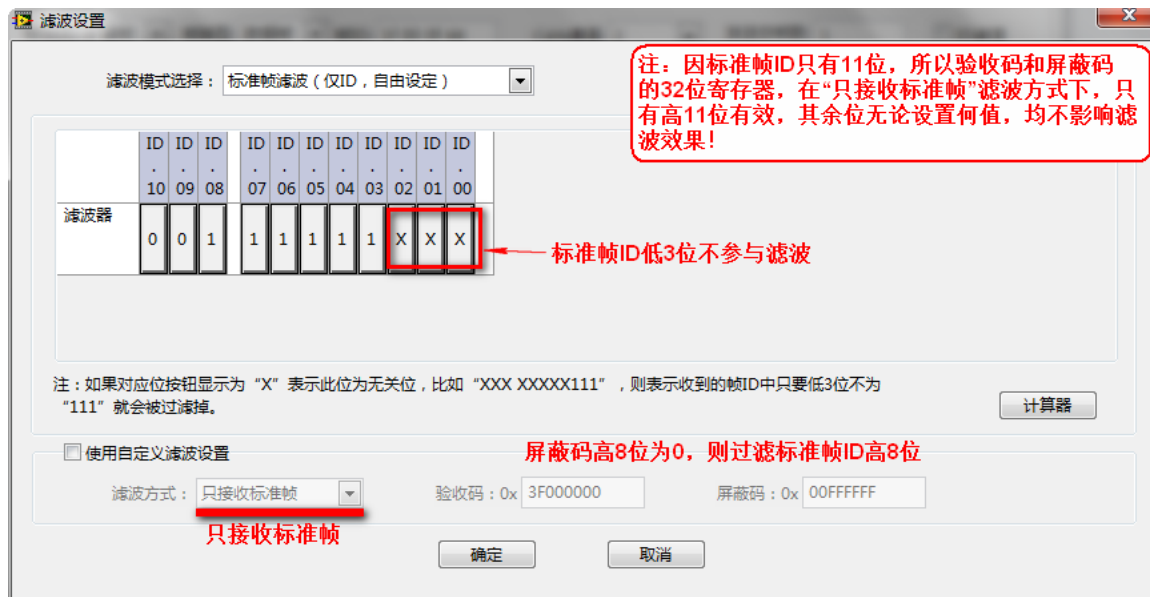 滤波设置
X
滤波模式选择： 标准帧滤波（仅ID，自由设定）
注：因标准帧ID只有11位，所以验收码和屏蔽码
的32位寄存器，在“只接收标准帧”滤波方式下，只
有高11位有效，其余位无论设置何值，均不影响滤
波效果！
ID ID ID ID ID ID ID ID ID ID ID
. . . . . . . . . . .
10 09 08 07 06 05 04 03 02 01 00
滤波器 0 0 1 1 1 1 1 1 X X X
标准帧ID低3位不参与滤波
注：如果对应位按钮显示为“X”表示此位为无关位，比如“XXX XXXXX111”，则表示收到的帧ID中只要低3位不为
“111”就会被过滤掉。
计算器
使用自定义滤波设置
屏蔽码高8位为0，则过滤标准帧ID高8位
滤波方式： 只接收标准帧 验收码：0x 3F000000 屏蔽码：0x 00FFFFFF
只接收标准帧
确定 取消